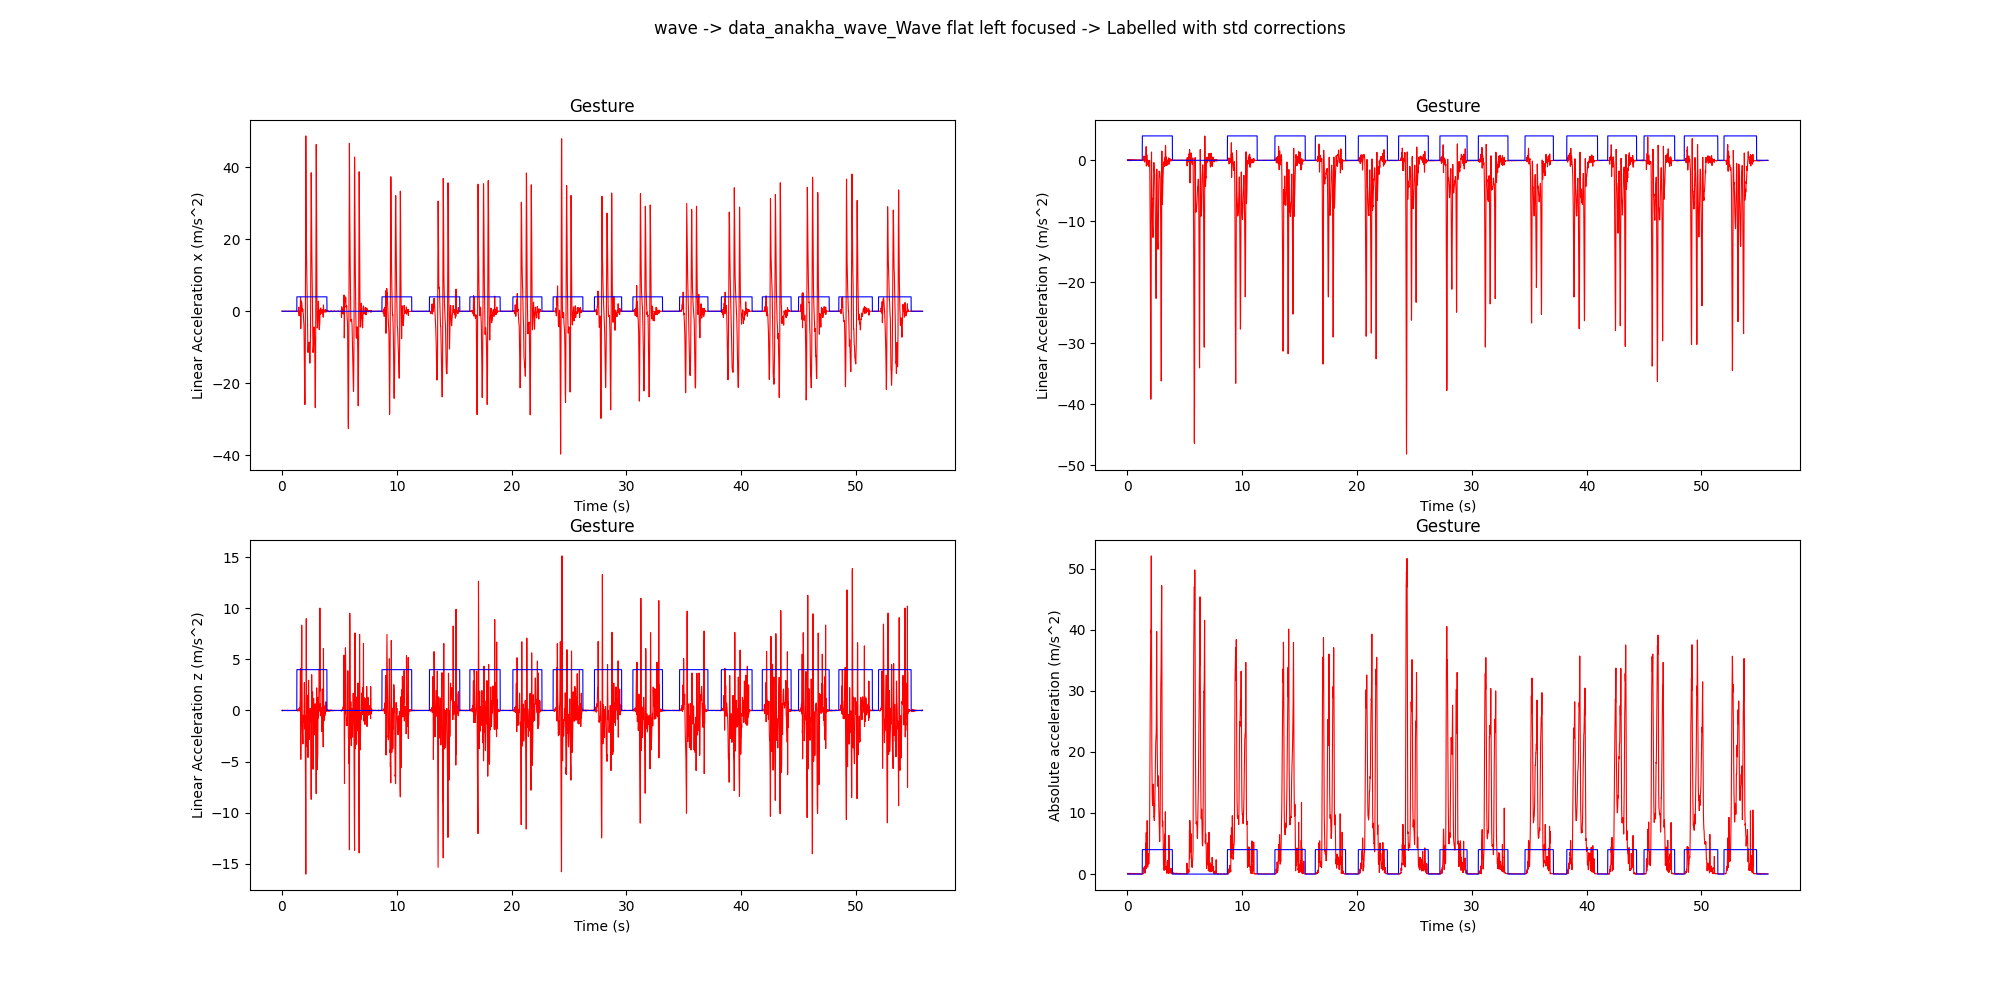 wave -> data_anakha_wave_Wave flat left focused -> Labelled with std corrections
Gesture
Linear Acceleration x (m/s^2)
40
20
0
−20
−40
0 10 20 30 40 50
Time (s)
Gesture
Linear Acceleration y (m/s^2)
0
−10
−20
−30
−40
−50
0 10 20 30 40 50
Time (s)
Gesture
Linear Acceleration z (m/s^2)
15
10
5
0
−5
−10
−15
0 10 20 30 40 50
Time (s)
Gesture
Absolute acceleration (m/s^2)
50
40
30
20
10
0
0 10 20 30 40 50
Time (s)